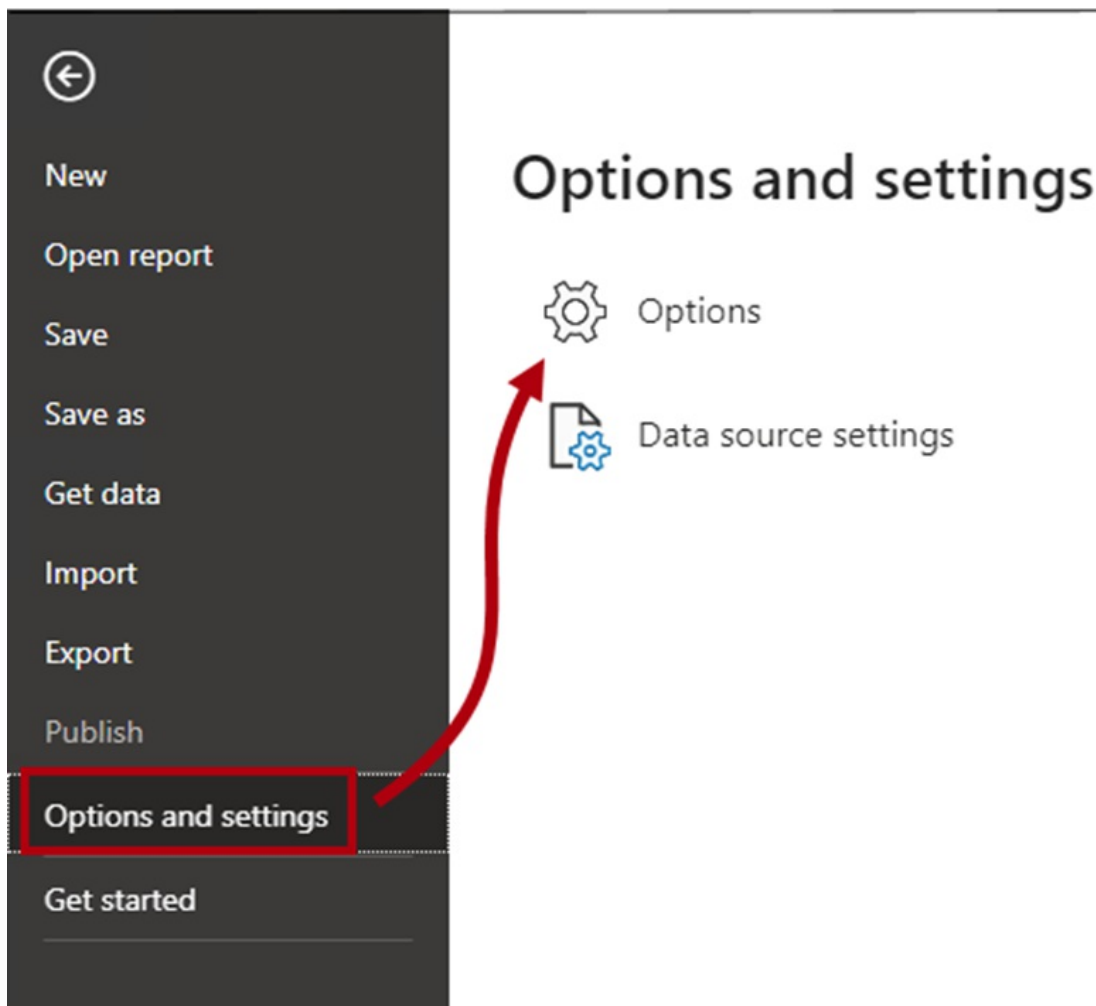 New
Open report
Save
Save as
Get data
Import
Export
Publish
Options and settings
Get started
Options and settings
Options
Data source settings